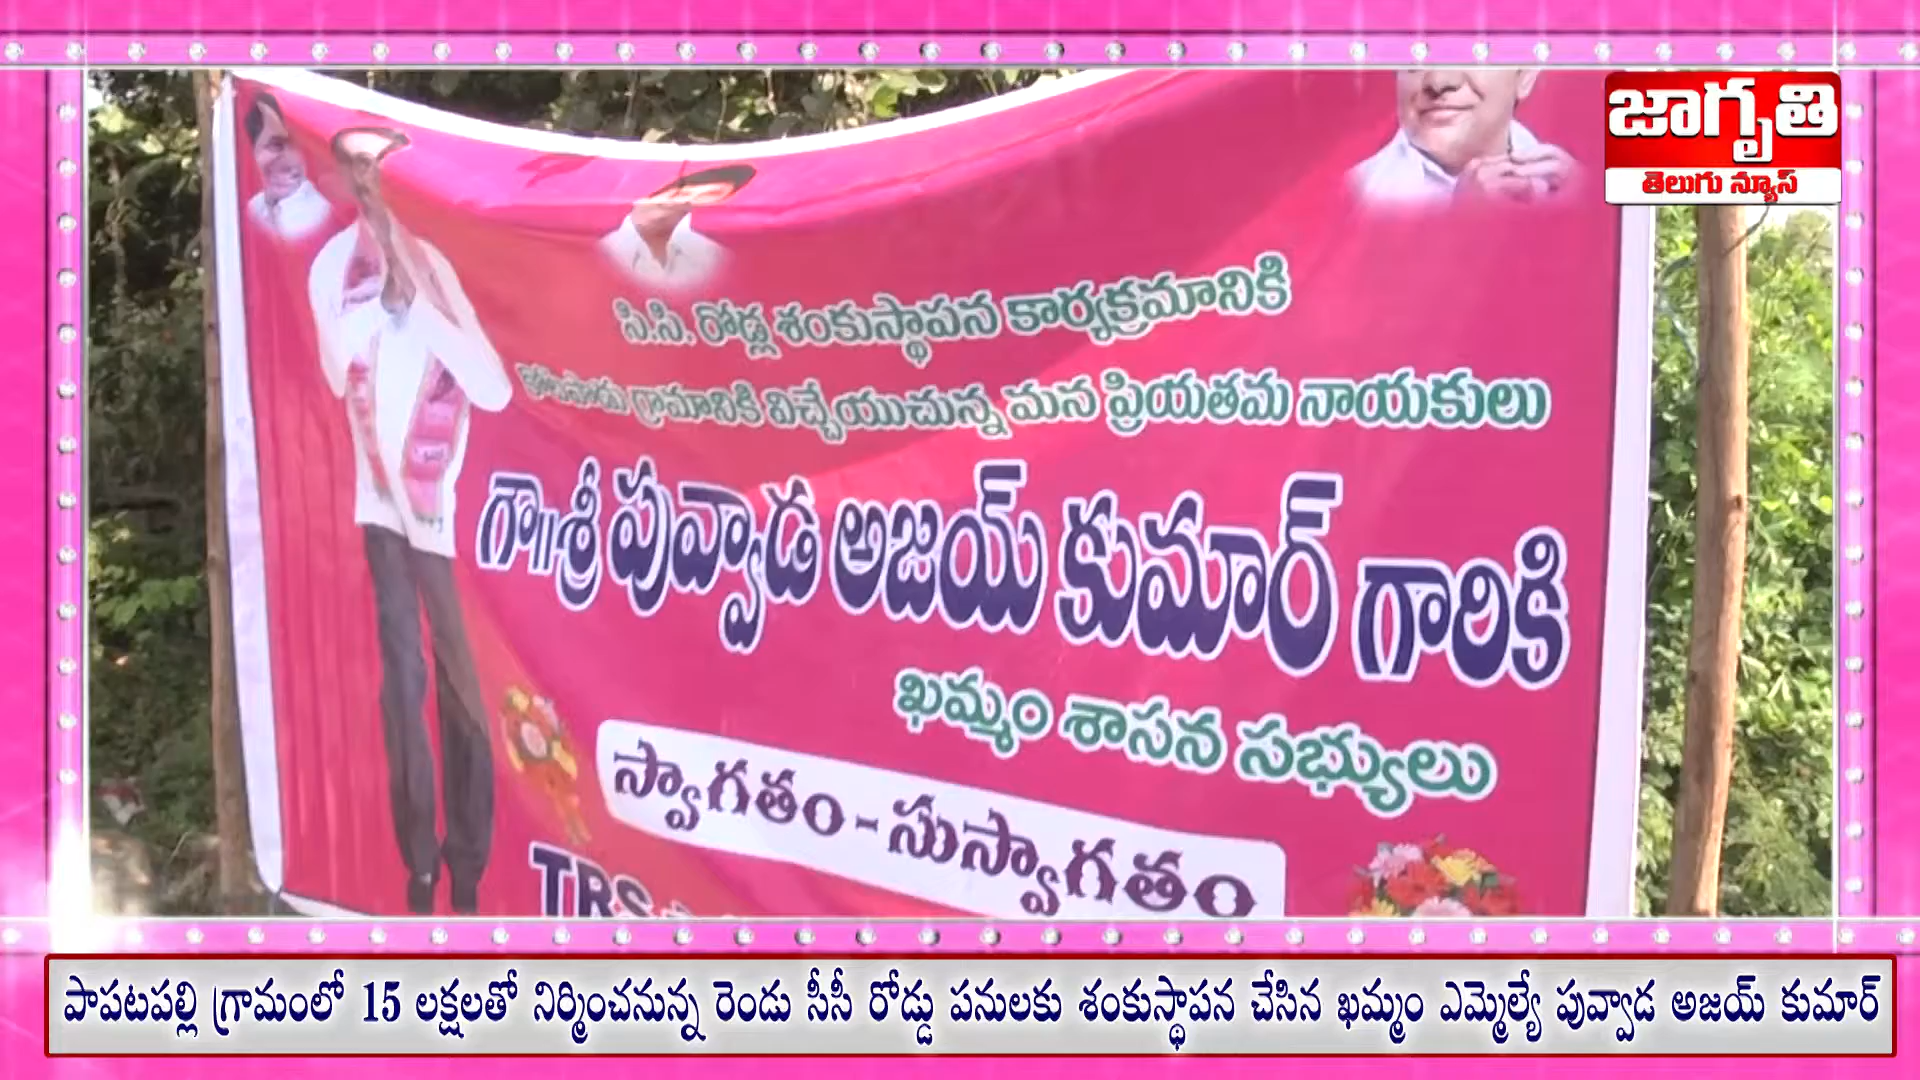 జాగృతి
తెలుగు న్యూస్
సి.సి. రోడ్ల శంకుస్థాపన కార్యక్రమానికి
గ్రామానికి విచ్చేయుచున్న మన ప్రియతమ నాయకులు
గౌ॥శ్రీ పువ్వాడ అజయ్ కుమార్ గారికి
ఖమ్మం శాసన సభ్యులు
స్వాగతం - సుస్వాగతం
TRS
పాపటపల్లి గ్రామంలో 15 లక్షలతో నిర్మించనున్న రెండు సీసీ రోడ్డు పనులకు శంకుస్థాపన చేసిన ఖమ్మం ఎమ్మెల్యే పువ్వాడ అజయ్ కుమార్